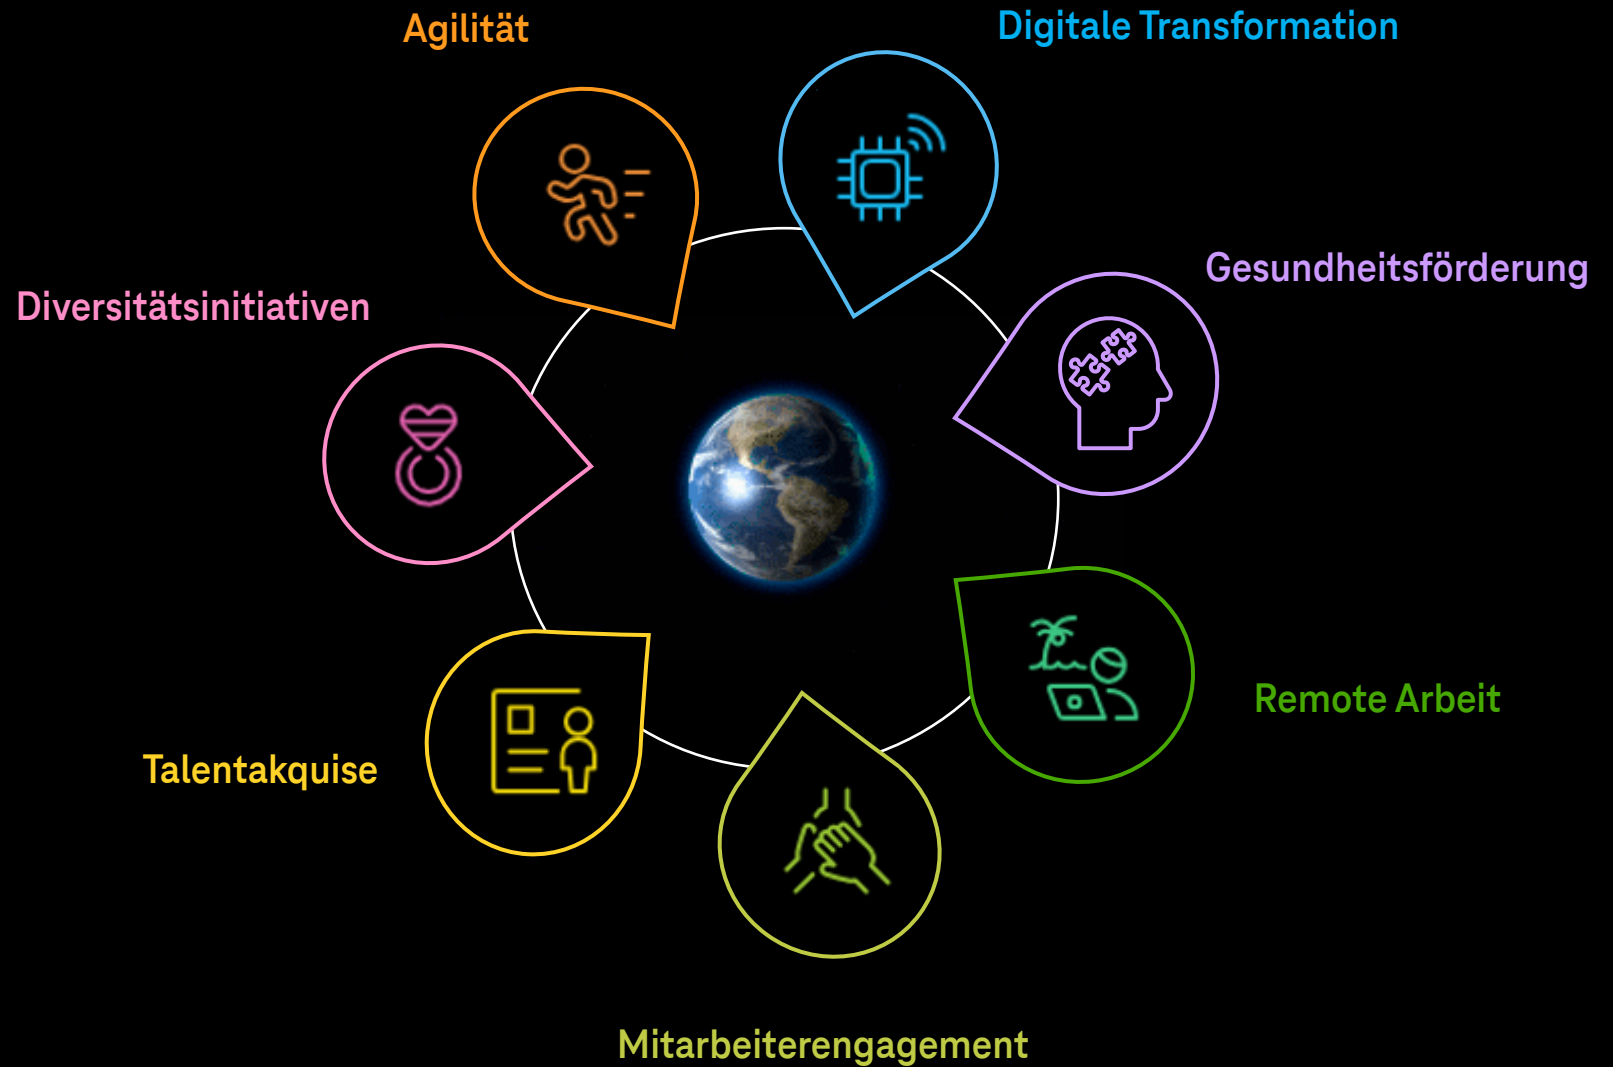 Agilität
Digitale Transformation
Gesundheitsförderung
Diversitätsinitiativen
Remote Arbeit
Talentakquise
Mitarbeiterengagement